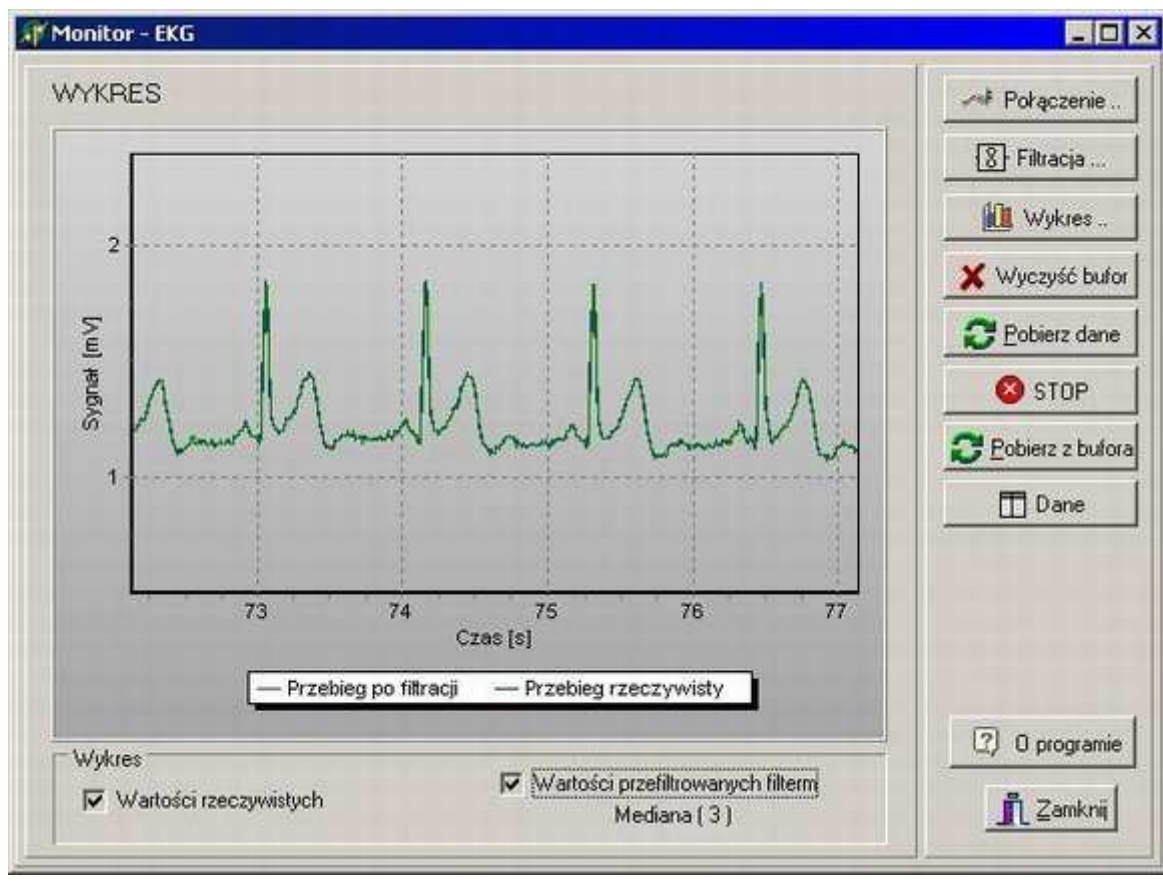 Monitor - EKG
WYKRES
2
1
Sygnał [mV]
73 74 75 76 77
Czas [s]
Przebieg po filtracji Przebieg rzeczywisty
Wykres
Wartości rzeczywistych
Wartości przefiltrowanych filterm
Mediana ( 3 )
Połączenie ..
Filtracja ...
Wykres ..
Wyczyść bufor
Pobierz dane
STOP
Pobierz z bufora
Dane
O programie
Zamknij